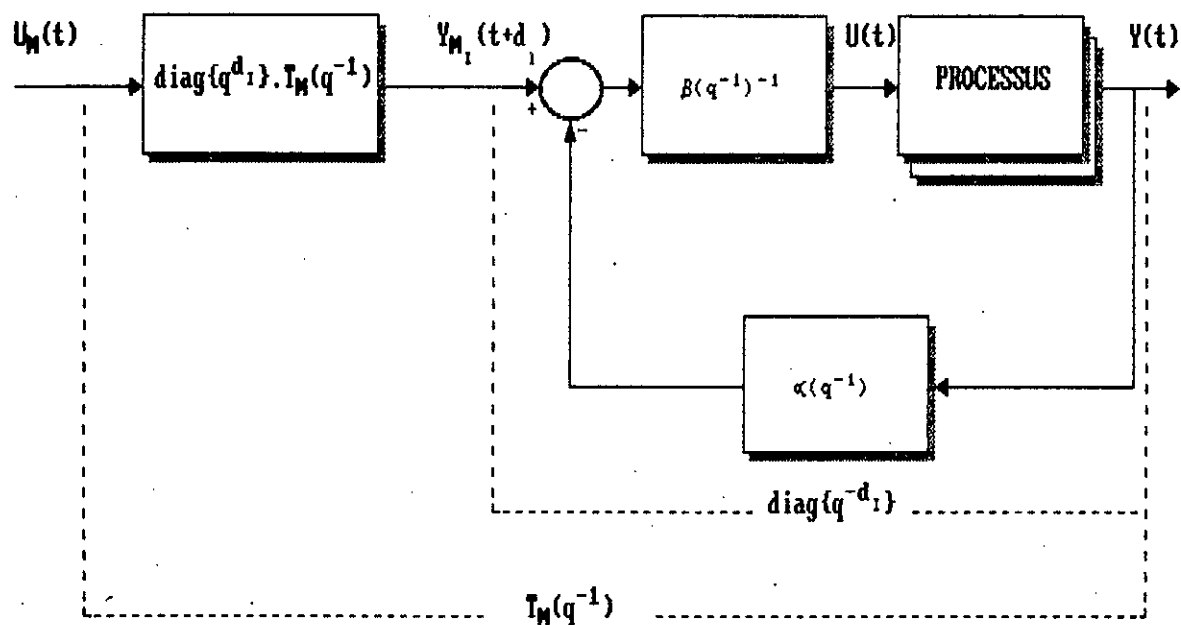 U_M(t)
Y_{M_I}(t+d_I)
U(t)
Y(t)
diag{q^{d_I}}.T_M(q^{-1})
+
-
β(q^{-1})^{-1}
PROCESSUS
α(q^{-1})
diag{q^{-d_I}}
T_M(q^{-1})